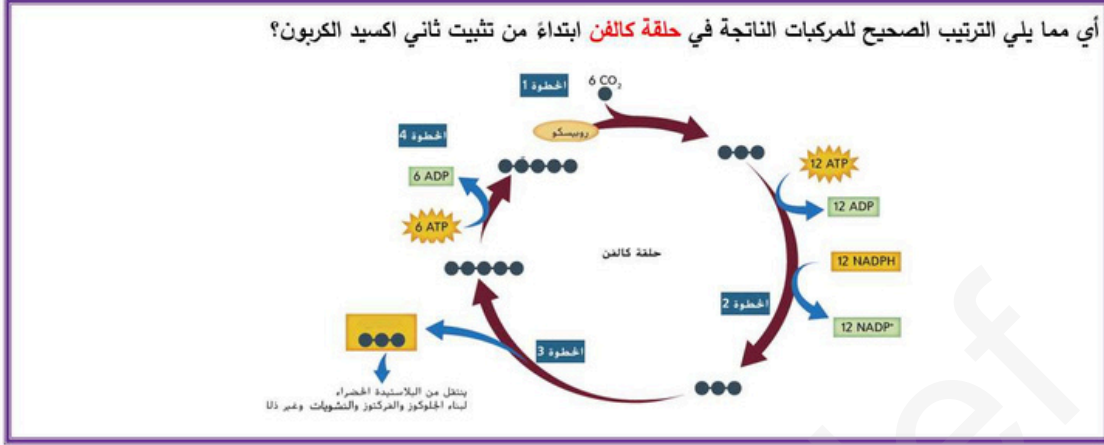 أي مما يلي الترتيب الصحيح للمركبات الناتجة في حلقة كالفن ابتداءً من تثبيت ثاني اكسيد الكربون؟
6 CO₂
الخطوة 1
روبيسكو
الخطوة 4
12 ATP
6 ADP
12 ADP
6 ATP
حلقة كالفن
12 NADPH
الخطوة 2
12 NADP⁺
الخطوة 3
ينتقل من البلاستيدة الخضراء
لبناء الجلوكوز والفركتوز والنشويات وغير ذلا
ef